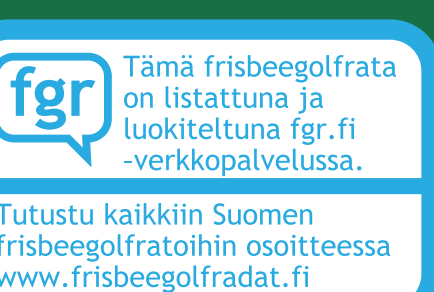 fgr
Tämä frisbeegolfrata
on listattuna ja
luokiteltuna fgr.fi
-verkkopalvelussa.
Tutustu kaikkiin Suomen
frisbeegolfratoihin osoitteessa
www.frisbeegolfradat.fi